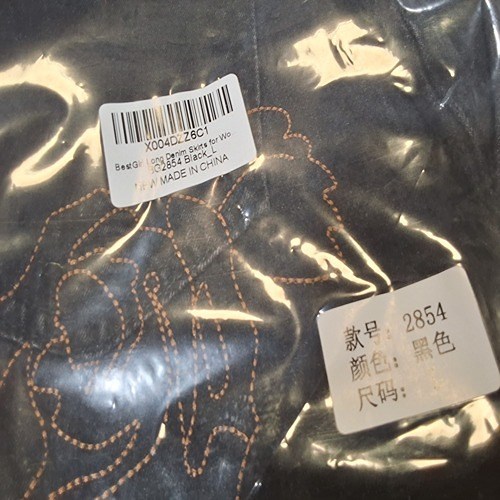 X004DZZ6C1
Long Denim Skirts for Wo
2854 Black_L
NEW MADE IN CHINA
款号: 2854
颜色: 黑色
尺码: